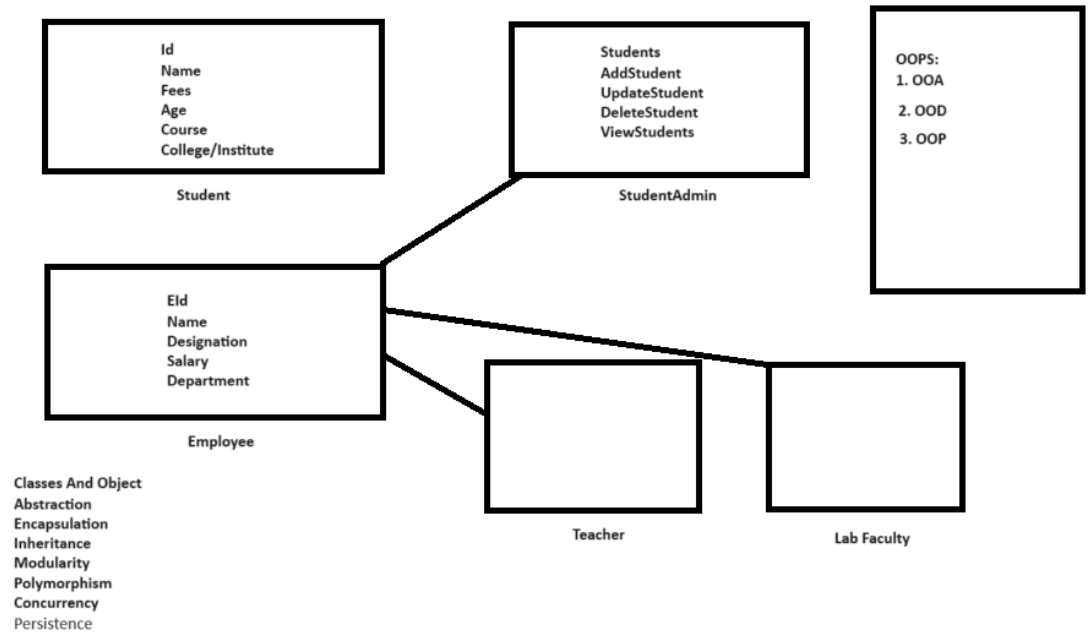 Id
Name
Fees
Age
Course
College/Institute
Student
Students
AddStudent
UpdateStudent
DeleteStudent
ViewStudents
StudentAdmin
OOPS:
1. OOA
2. OOD
3. OOP
EId
Name
Designation
Salary
Department
Employee
Teacher
Lab Faculty
Classes And Object
Abstraction
Encapsulation
Inheritance
Modularity
Polymorphism
Concurrency
Persistence